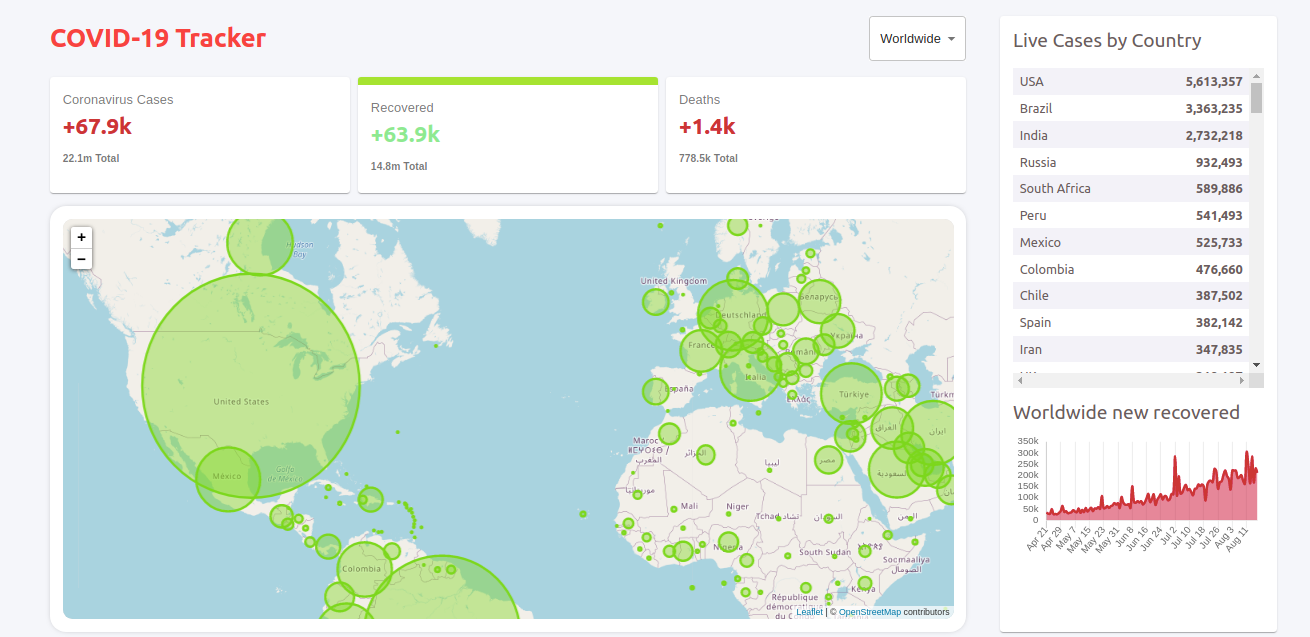 COVID-19 Tracker
Worldwide
Coronavirus Cases
+67.9k
22.1m Total
Recovered
+63.9k
14.8m Total
Deaths
+1.4k
778.5k Total
+
−
Hudson
Bay
United Kingdom
Беларусь
Deutschland
Україна
France
România
Italia
España
Ελλάς
Türkiye
United States
العراق
ایران
Maroc
ⵍⵎⵖⵔⵉⴱ /
المغرب
الجزائر
ليبيا
مصر
السعودية
México
Golfo
de México
موريتانيا
Mali
Niger
Tchad تشاد
السودان
اليمن
Nigeria
South Sudan
Soomaaliya
الصومال
Colombia
Kenya
République
démocratique
du Congo
Leaflet | © OpenStreetMap contributors
Live Cases by Country
USA 5,613,357
Brazil 3,363,235
India 2,732,218
Russia 932,493
South Africa 589,886
Peru 541,493
Mexico 525,733
Colombia 476,660
Chile 387,502
Spain 382,142
Iran 347,835
Worldwide new recovered
350k
300k
250k
200k
150k
100k
50k
0
Apr 21
Apr 29
May 7
May 15
May 23
May 31
Jun 8
Jun 16
Jun 24
Jul 2
Jul 10
Jul 18
Jul 26
Aug 3
Aug 11